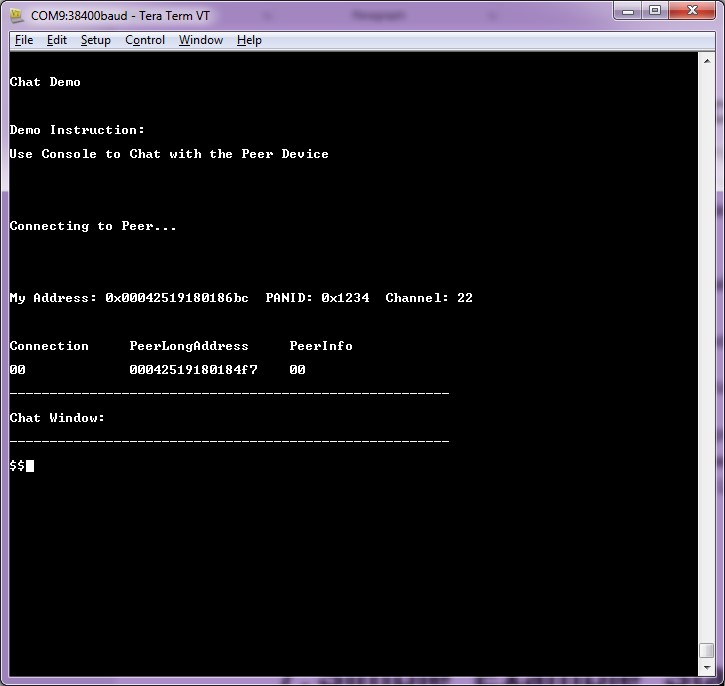 COM9:38400baud - Tera Term VT
File Edit Setup Control Window Help
Chat Demo
Demo Instruction:
Use Console to Chat with the Peer Device
Connecting to Peer...
My Address: 0x00042519180186bc PANID: 0x1234 Channel: 22
Connection PeerLongAddress PeerInfo
00 00042519180184f7 00
--------------------------------------------------------
Chat Window:
--------------------------------------------------------
$$